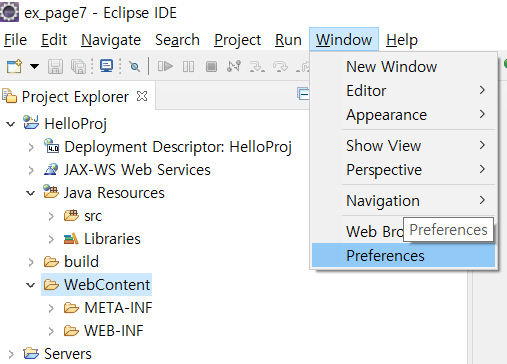 ex_page7 - Eclipse IDE
File Edit Navigate Search Project Run Window Help
New Window
Editor
Appearance
Show View
Perspective
Navigation
Web Bro
Preferences
Preferences
Project Explorer
HelloProj
4.0
Deployment Descriptor: HelloProj
JAX-WS Web Services
Java Resources
src
Libraries
build
WebContent
META-INF
WEB-INF
Servers